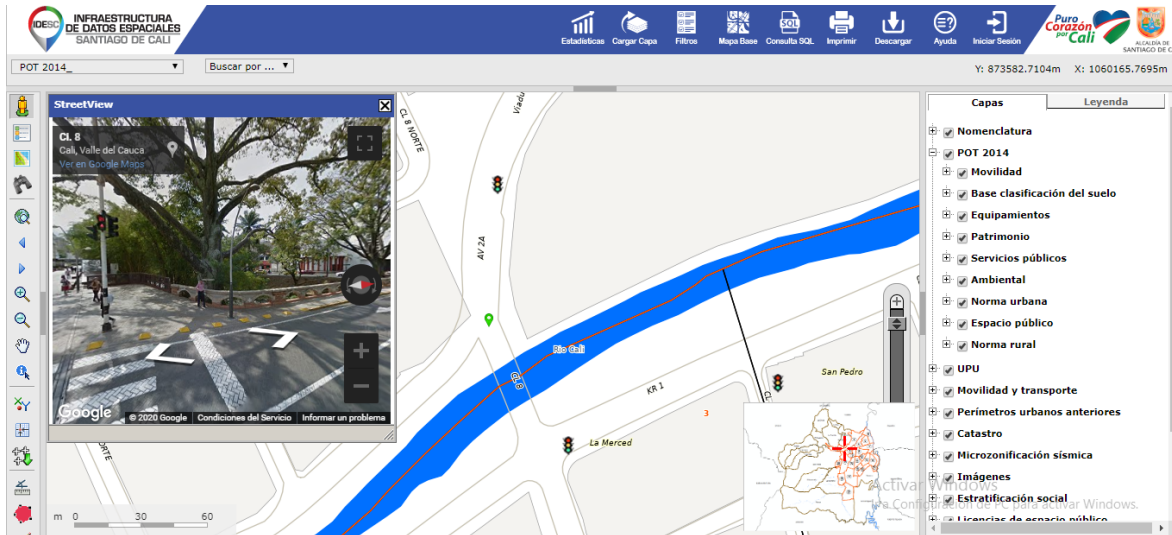 IDESC
INFRAESTRUCTURA
DE DATOS ESPACIALES
SANTIAGO DE CALI
Estadísticas Cargar Capa Filtros Mapa Base Consulta SQL Imprimir Descargar Ayuda Iniciar Sesión
SQL
Puro
Corazón
por Cali
ALCALDÍA DE
SANTIAGO DE C
POT 2014_
Buscar por ...
Y: 873582.7104m X: 1060165.7695m
StreetView
Cl. 8
Cali, Valle del Cauca
Ver en Google Maps
Google
© 2020 Google Condiciones del Servicio Informar un problema
Viadu
CL 8 NORTE
AV 2A
Rio Cali
CL 8
KR 1
San Pedro
CL
3
La Merced
ORTE
m 0 30 60
Capas Leyenda
Nomenclatura
POT 2014
Movilidad
Base clasificación del suelo
Equipamientos
Patrimonio
Servicios públicos
Ambiental
Norma urbana
Espacio público
Norma rural
UPU
Movilidad y transporte
Perímetros urbanos anteriores
Catastro
Microzonificación sísmica
Imágenes
Estratificación social
Licencias de espacio público
Activar Windows
Ve a Configuración de PC para activar Windows.